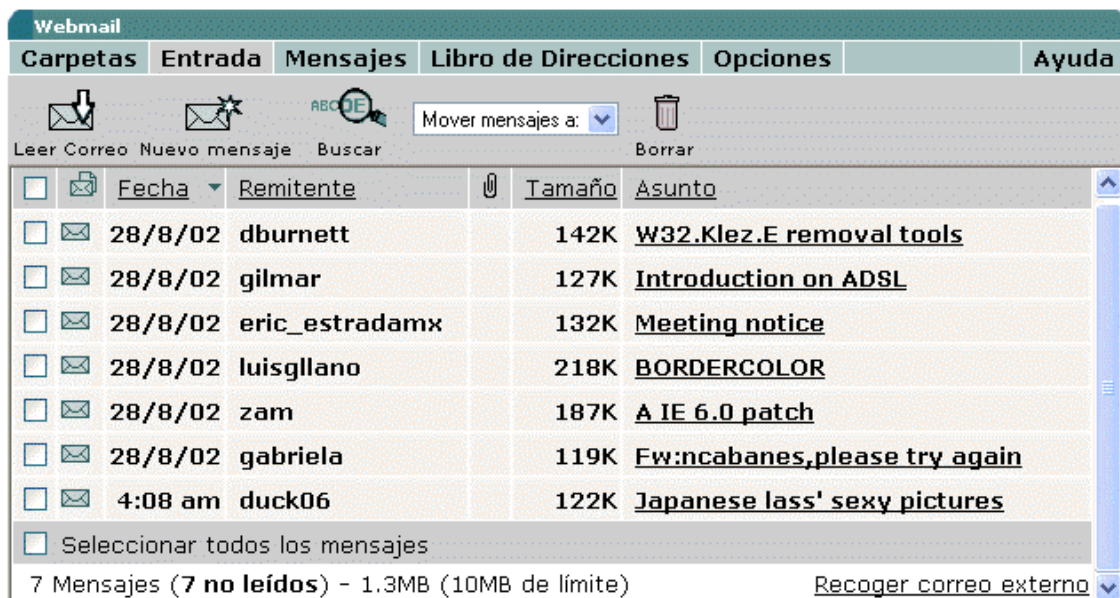 Webmail
Carpetas Entrada Mensajes Libro de Direcciones Opciones Ayuda
ABCDE Mover mensajes a:
Leer Correo Nuevo mensaje Buscar Borrar
Fecha Remitente Tamaño Asunto
28/8/02 dburnett 142K W32.Klez.E removal tools
28/8/02 gilmar 127K Introduction on ADSL
28/8/02 eric_estradamx 132K Meeting notice
28/8/02 luisgllano 218K BORDERCOLOR
28/8/02 zam 187K A IE 6.0 patch
28/8/02 gabriela 119K Fw:ncabanes,please try again
4:08 am duck06 122K Japanese lass' sexy pictures
Seleccionar todos los mensajes
7 Mensajes (7 no leídos) - 1.3MB (10MB de límite) Recoger correo externo